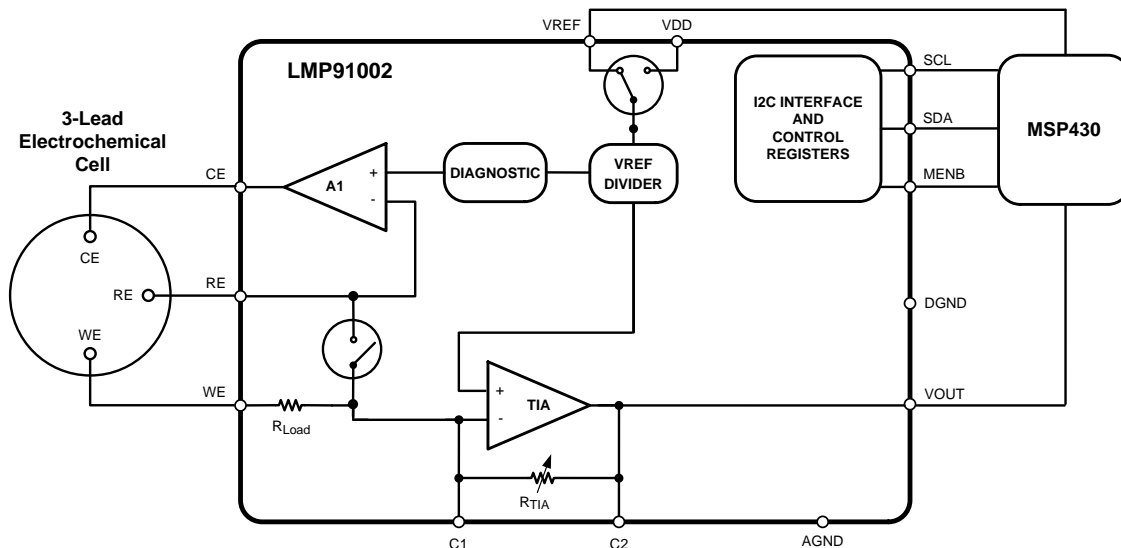 VREF
VDD
LMP91002
SCL
SDA
MENB
I2C INTERFACE
AND
CONTROL
REGISTERS
MSP430
3-Lead
Electrochemical
Cell
CE
A1
+
-
DIAGNOSTIC
VREF
DIVIDER
CE
RE
RE
WE
WE
DGND
RLoad
+
-
TIA
VOUT
RTIA
C1
C2
AGND